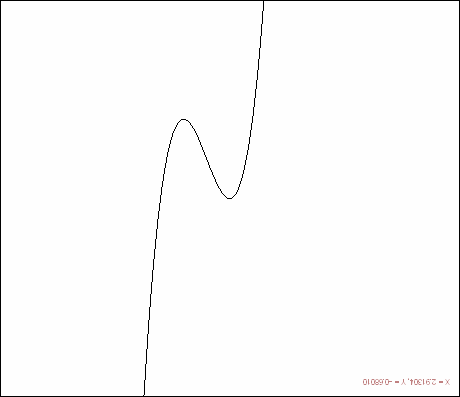 X = 2.91304, Y = -0.68010